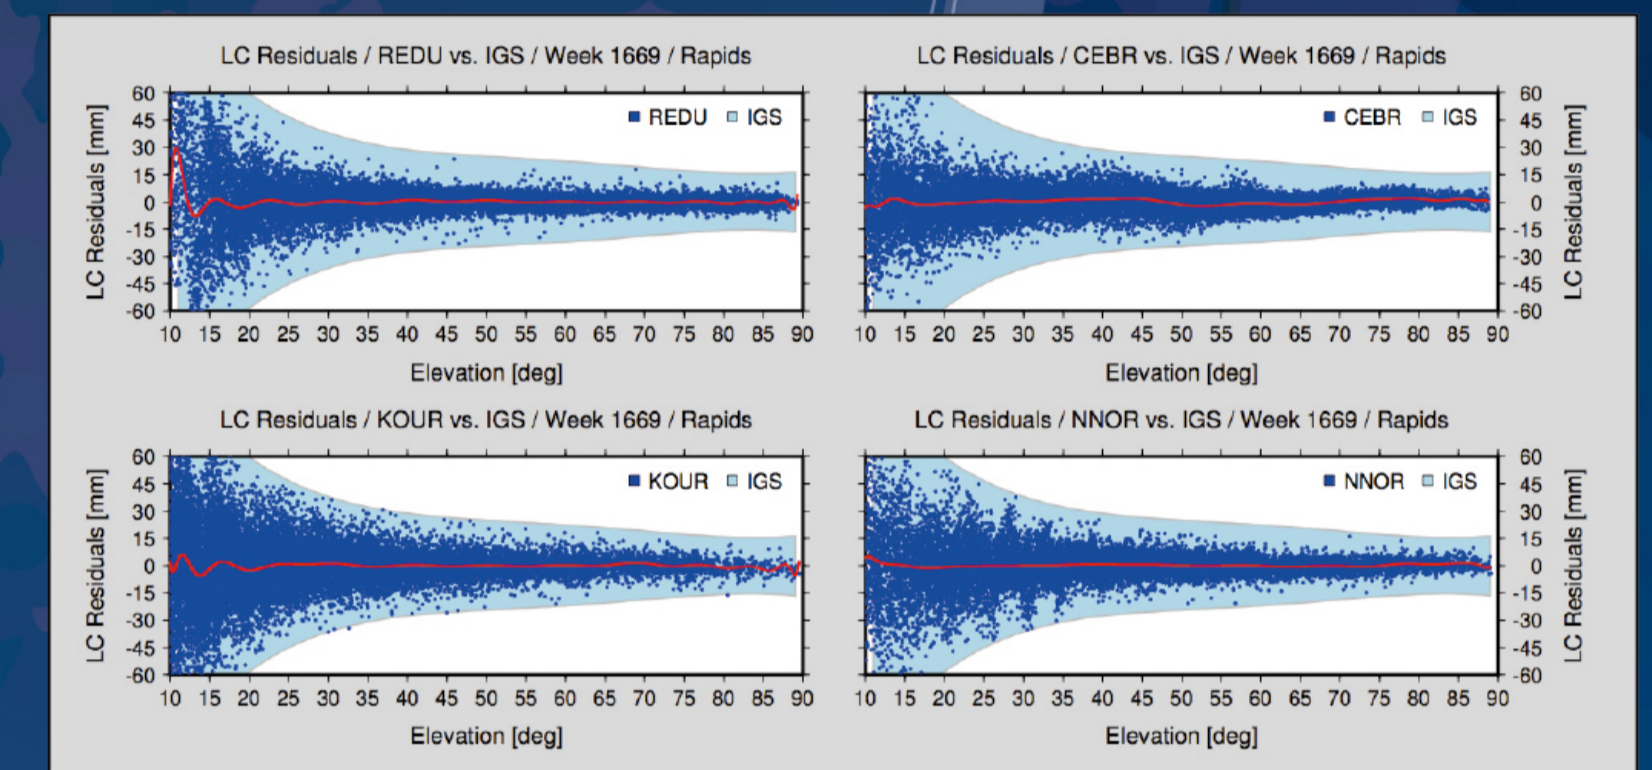 LC Residuals / REDU vs. IGS / Week 1669 / Rapids
LC Residuals [mm]
60
45
30
15
0
-15
-30
-45
-60
REDU IGS
10 15 20 25 30 35 40 45 50 55 60 65 70 75 80 85 90
Elevation [deg]
LC Residuals / CEBR vs. IGS / Week 1669 / Rapids
CEBR IGS
60
45
30
15
0
-15
-30
-45
-60
LC Residuals [mm]
10 15 20 25 30 35 40 45 50 55 60 65 70 75 80 85 90
Elevation [deg]
LC Residuals / KOUR vs. IGS / Week 1669 / Rapids
LC Residuals [mm]
60
45
30
15
0
-15
-30
-45
-60
KOUR IGS
10 15 20 25 30 35 40 45 50 55 60 65 70 75 80 85 90
Elevation [deg]
LC Residuals / NNOR vs. IGS / Week 1669 / Rapids
NNOR IGS
60
45
30
15
0
-15
-30
-45
-60
LC Residuals [mm]
10 15 20 25 30 35 40 45 50 55 60 65 70 75 80 85 90
Elevation [deg]